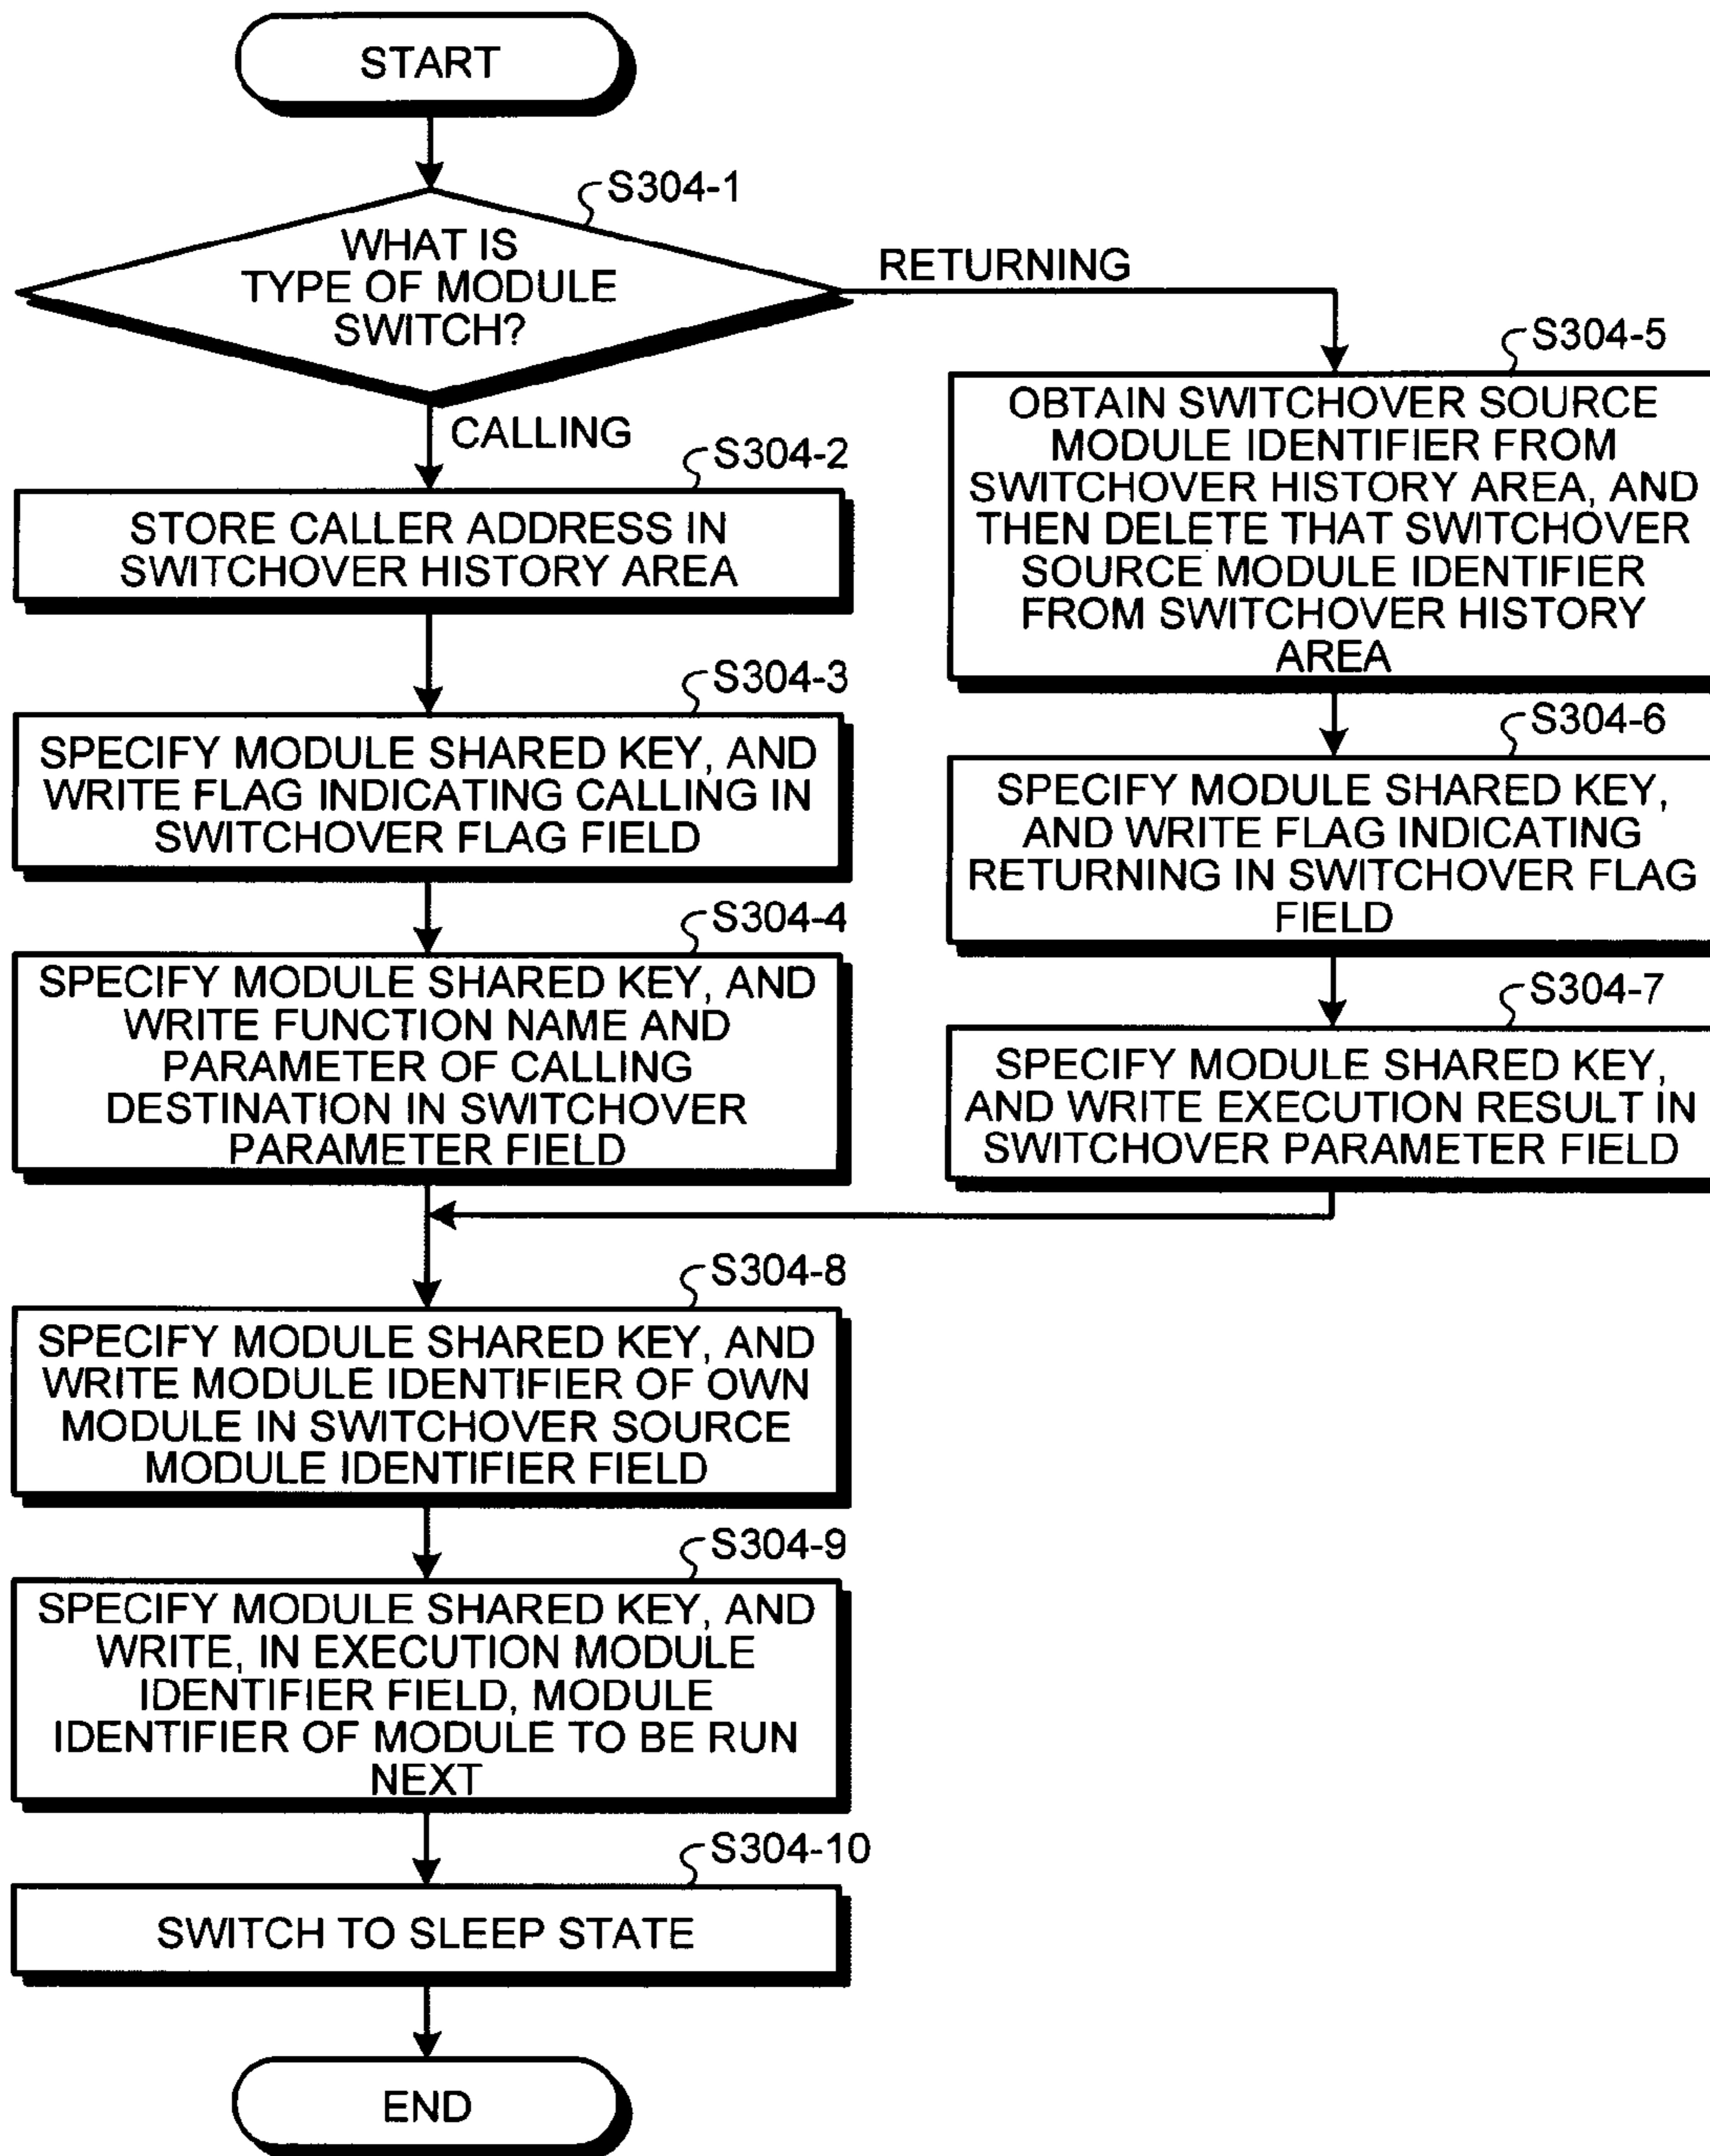 START
S304-1
WHAT IS
TYPE OF MODULE
SWITCH?
RETURNING
CALLING
S304-2
STORE CALLER ADDRESS IN
SWITCHOVER HISTORY AREA
S304-3
SPECIFY MODULE SHARED KEY, AND
WRITE FLAG INDICATING CALLING IN
SWITCHOVER FLAG FIELD
S304-4
SPECIFY MODULE SHARED KEY, AND
WRITE FUNCTION NAME AND
PARAMETER OF CALLING
DESTINATION IN SWITCHOVER
PARAMETER FIELD
S304-5
OBTAIN SWITCHOVER SOURCE
MODULE IDENTIFIER FROM
SWITCHOVER HISTORY AREA, AND
THEN DELETE THAT SWITCHOVER
SOURCE MODULE IDENTIFIER
FROM SWITCHOVER HISTORY
AREA
S304-6
SPECIFY MODULE SHARED KEY,
AND WRITE FLAG INDICATING
RETURNING IN SWITCHOVER FLAG
FIELD
S304-7
SPECIFY MODULE SHARED KEY,
AND WRITE EXECUTION RESULT IN
SWITCHOVER PARAMETER FIELD
S304-8
SPECIFY MODULE SHARED KEY, AND
WRITE MODULE IDENTIFIER OF OWN
MODULE IN SWITCHOVER SOURCE
MODULE IDENTIFIER FIELD
S304-9
SPECIFY MODULE SHARED KEY, AND
WRITE, IN EXECUTION MODULE
IDENTIFIER FIELD, MODULE
IDENTIFIER OF MODULE TO BE RUN
NEXT
S304-10
SWITCH TO SLEEP STATE
END